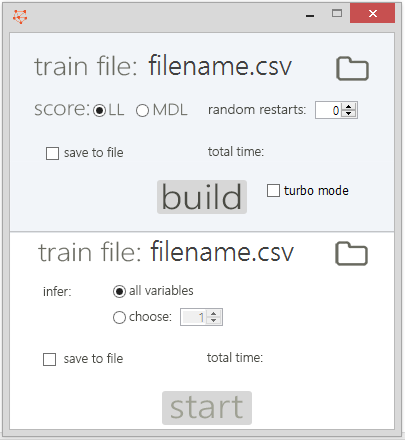 train file: filename.csv
score: LL MDL random restarts: 0
save to file total time:
build turbo mode
train file: filename.csv
infer: all variables
choose: 1
save to file total time:
start